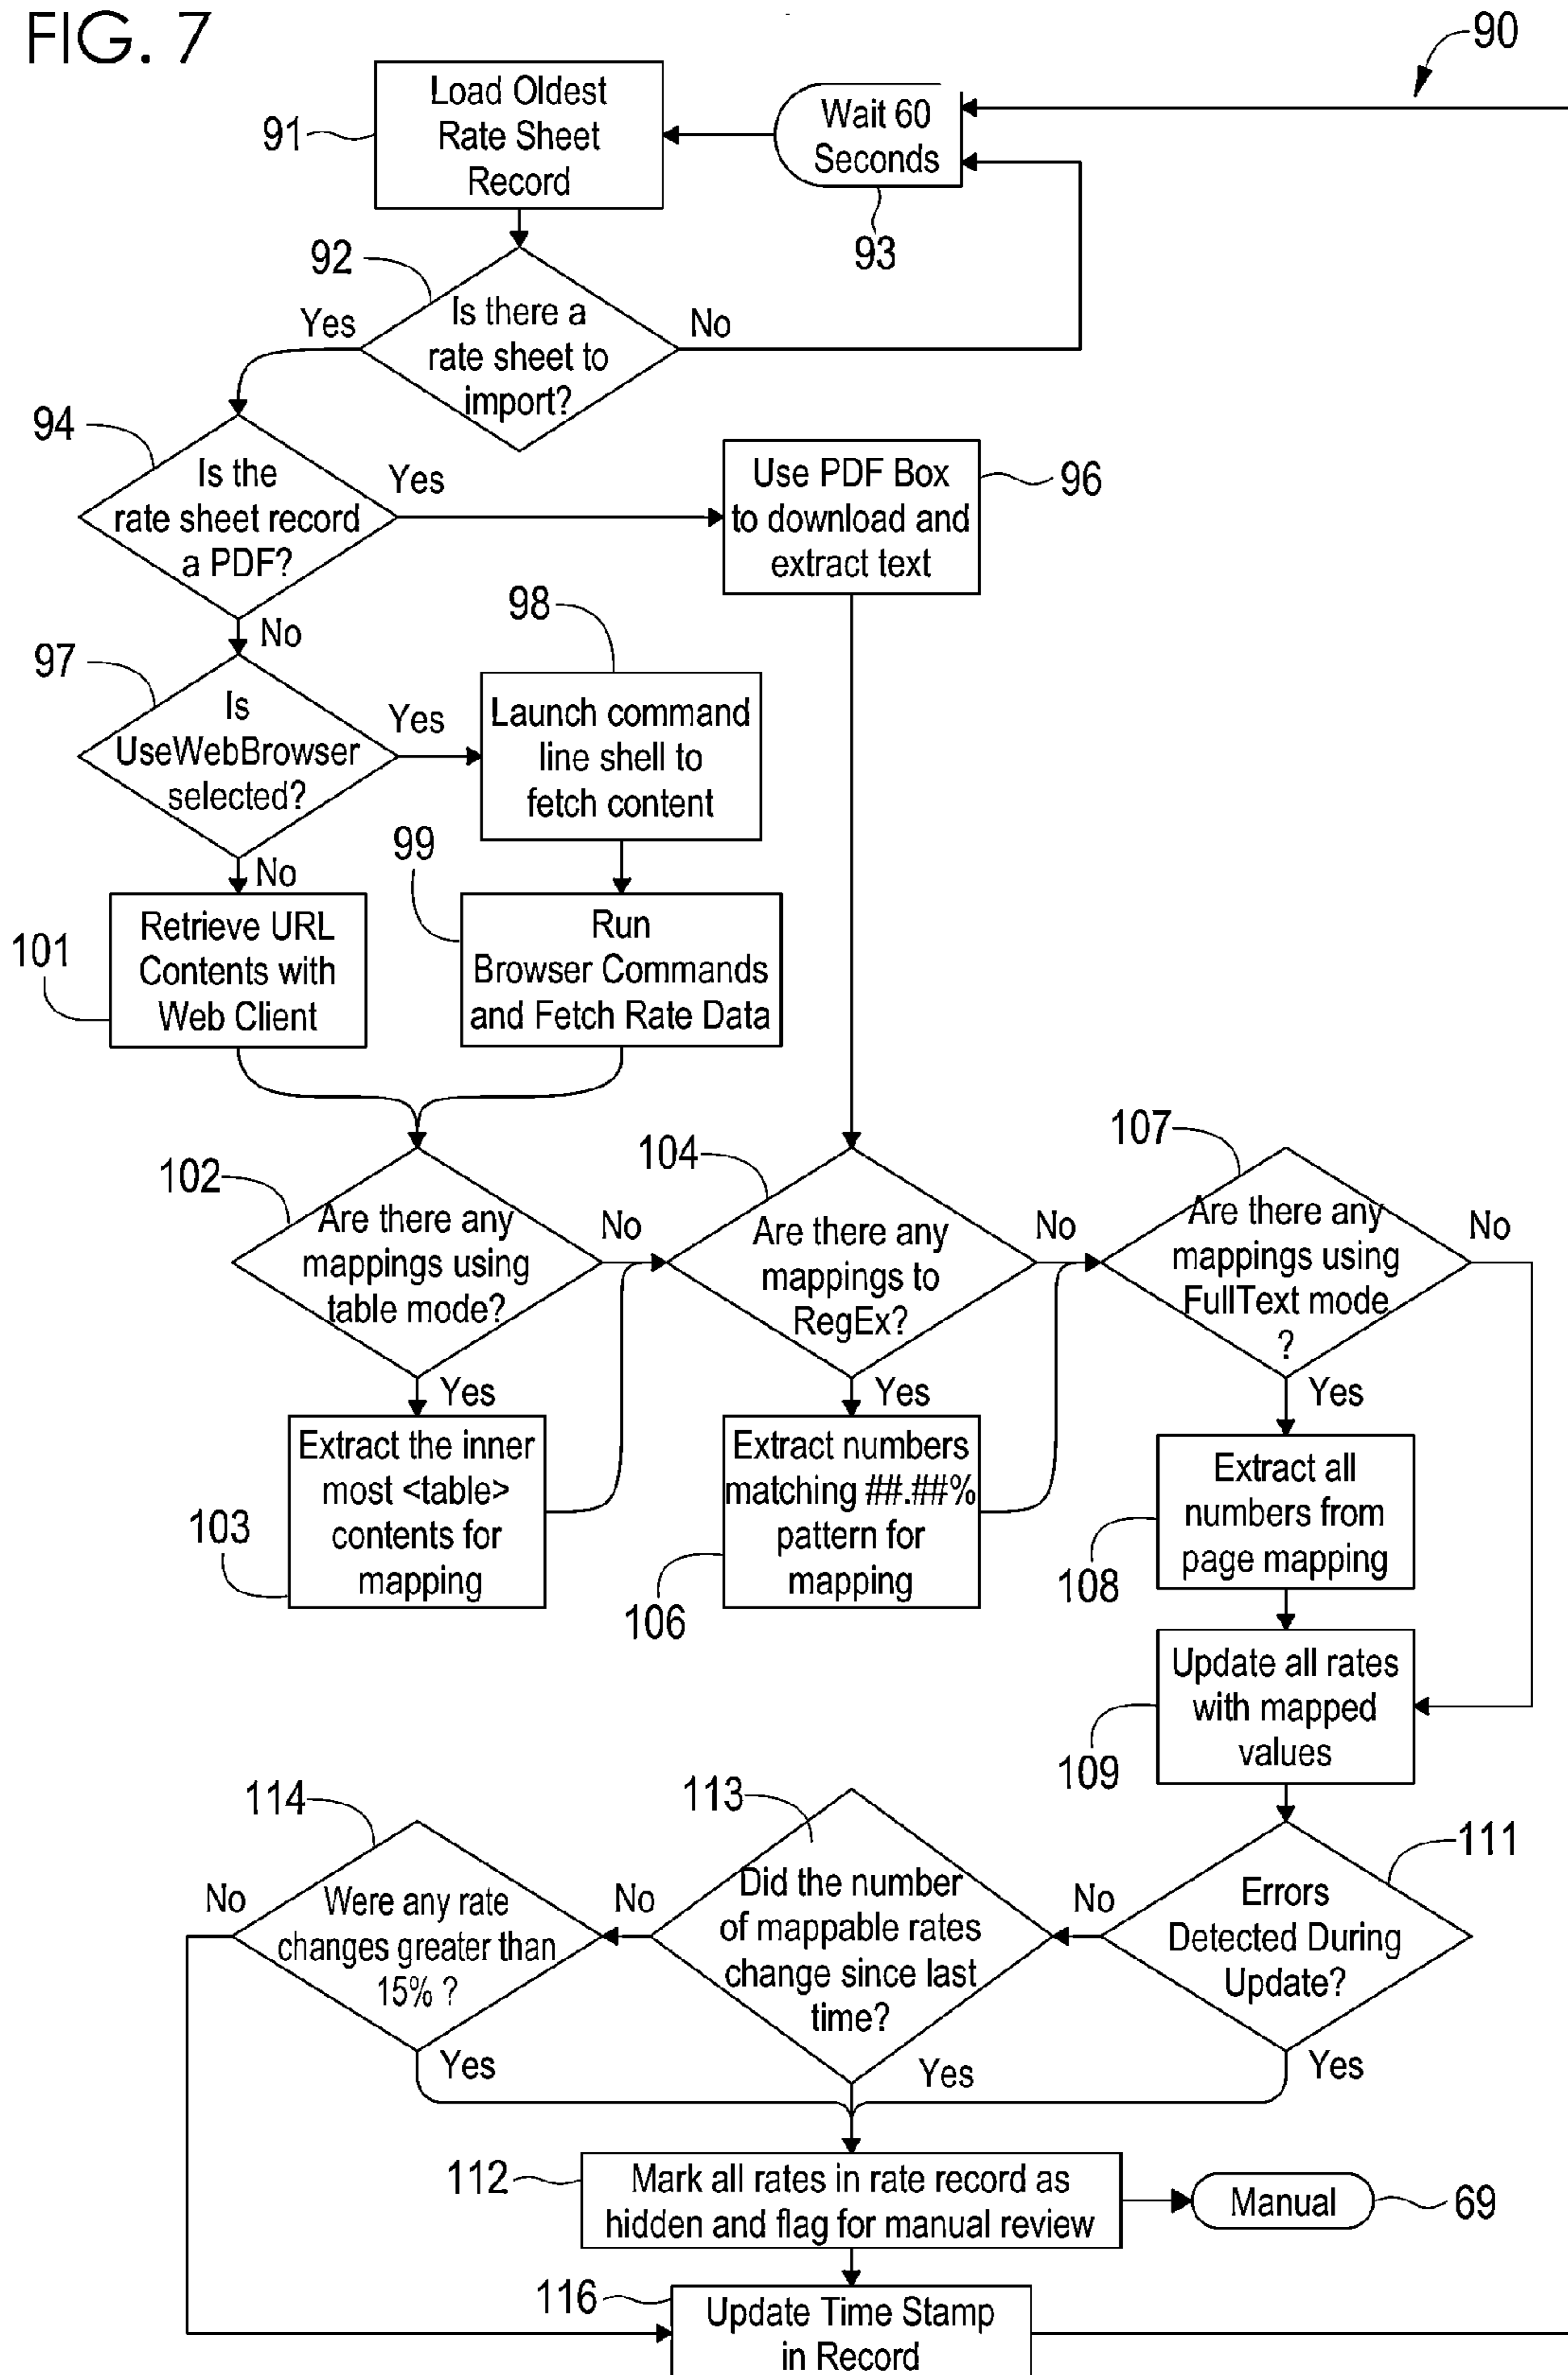 FIG. 7
90
Load Oldest
Rate Sheet
Record
91
Wait 60
Seconds
93
92
Is there a
rate sheet to
import?
Yes
No
94
Is the
rate sheet record
a PDF?
Yes
No
Use PDF Box
to download and
extract text
96
97
Is
UseWebBrowser
selected?
Yes
No
98
Launch command
line shell to
fetch content
99
Run
Browser Commands
and Fetch Rate Data
101
Retrieve URL
Contents with
Web Client
102
Are there any
mappings using
table mode?
No
Yes
103
Extract the inner
most <table>
contents for
mapping
104
Are there any
mappings to
RegEx?
No
Yes
106
Extract numbers
matching ##.##%
pattern for
mapping
107
Are there any
mappings using
FullText mode
?
No
Yes
108
Extract all
numbers from
page mapping
109
Update all rates
with mapped
values
111
Errors
Detected During
Update?
No
Yes
113
Did the number
of mappable rates
change since last
time?
No
Yes
114
Were any rate
changes greater than
15% ?
No
Yes
112
Mark all rates in rate record as
hidden and flag for manual review
Manual
69
116
Update Time Stamp
in Record